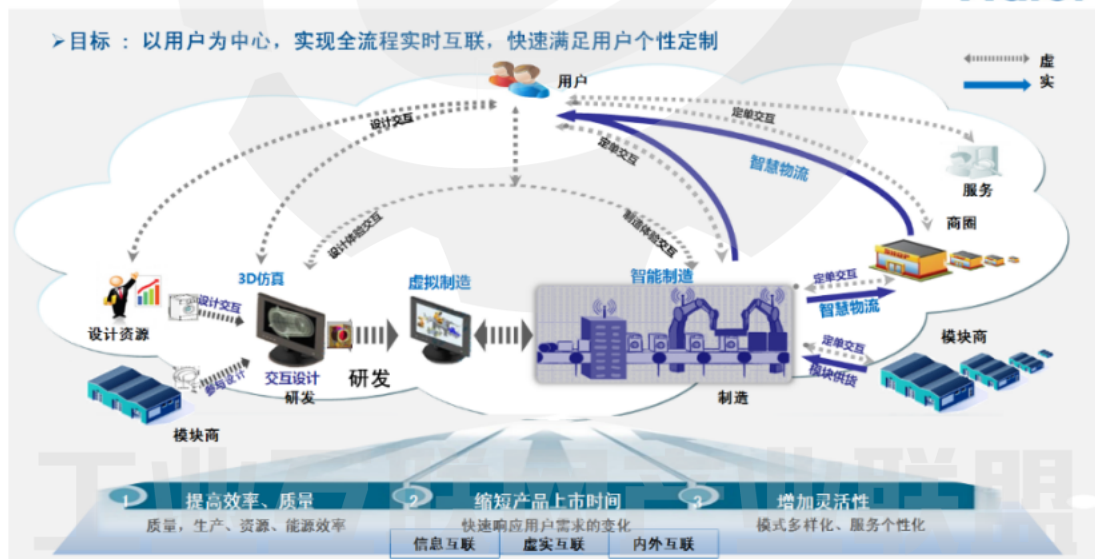 ➢目标 ： 以用户为中心，实现全流程实时互联，快速满足用户个性定制
虚
实
用户
设计交互
定单交互
定单交互
智慧物流
服务
商圈
设计体验交互
制造体验交互
3D仿真
虚拟制造
智能制造
设计交互
定单交互
智慧物流
设计资源
交互设计
研发
研发
参与设计
模块商
制造
定单交互
模块供货
模块商
工业互联网产业联盟
1 提高效率、质量
质量，生产、资源、能源效率
2 缩短产品上市时间
快速响应用户需求的变化
3 增加灵活性
模式多样化、服务个性化
信息互联 虚实互联 内外互联